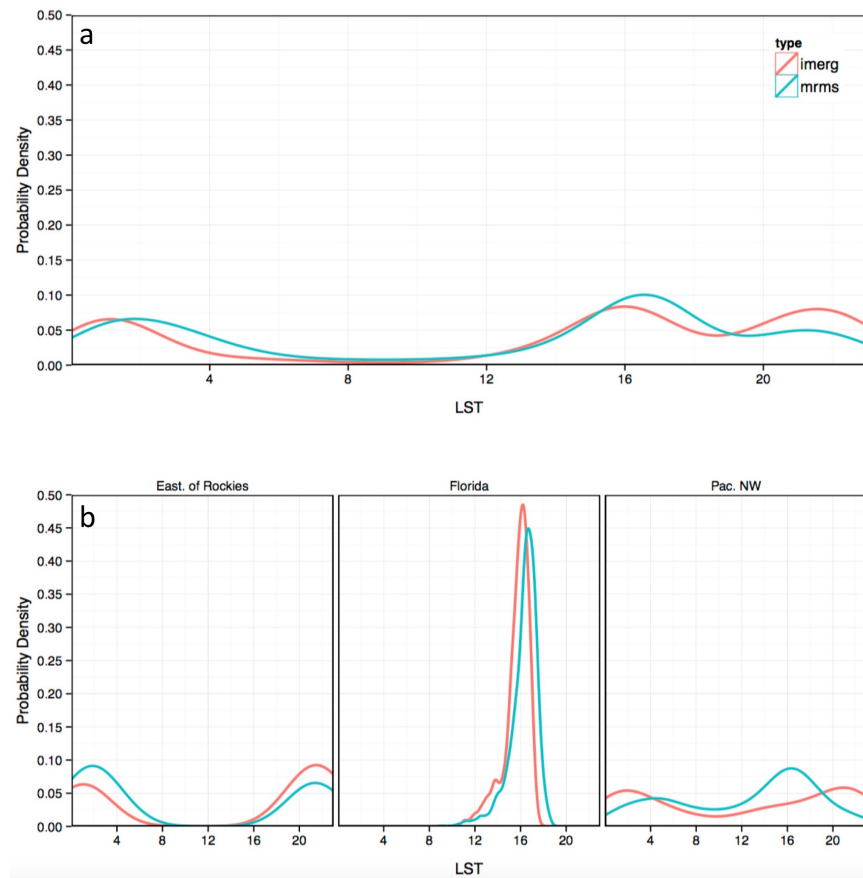 a
type
imerg
mrms
0.50
0.45
0.40
0.35
0.30
0.25
0.20
0.15
0.10
0.05
0.00
Probability Density
4 8 12 16 20
LST
East. of Rockies Florida Pac. NW
b
0.50
0.45
0.40
0.35
0.30
0.25
0.20
0.15
0.10
0.05
0.00
Probability Density
4 8 12 16 20 4 8 12 16 20 4 8 12 16 20
LST